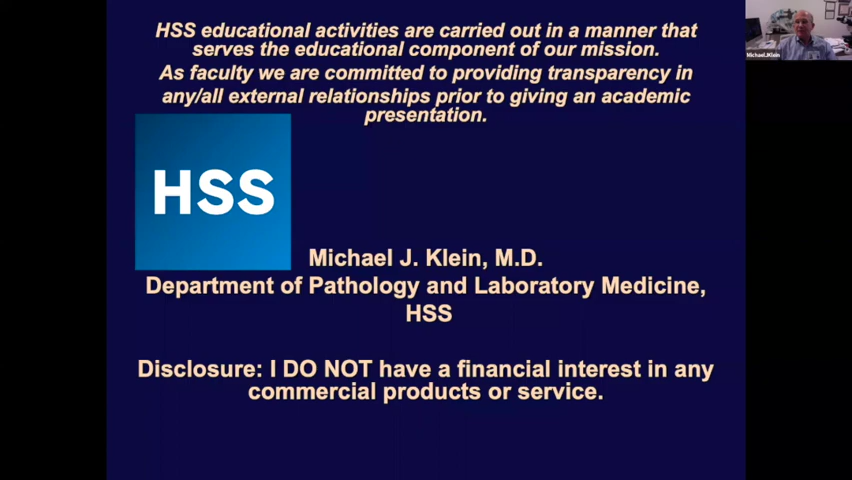 HSS educational activities are carried out in a manner that
serves the educational component of our mission.
As faculty we are committed to providing transparency in
any/all external relationships prior to giving an academic
presentation.
HSS
Michael J. Klein, M.D.
Department of Pathology and Laboratory Medicine,
HSS
Disclosure: I DO NOT have a financial interest in any
commercial products or service.
Michael J.Klein